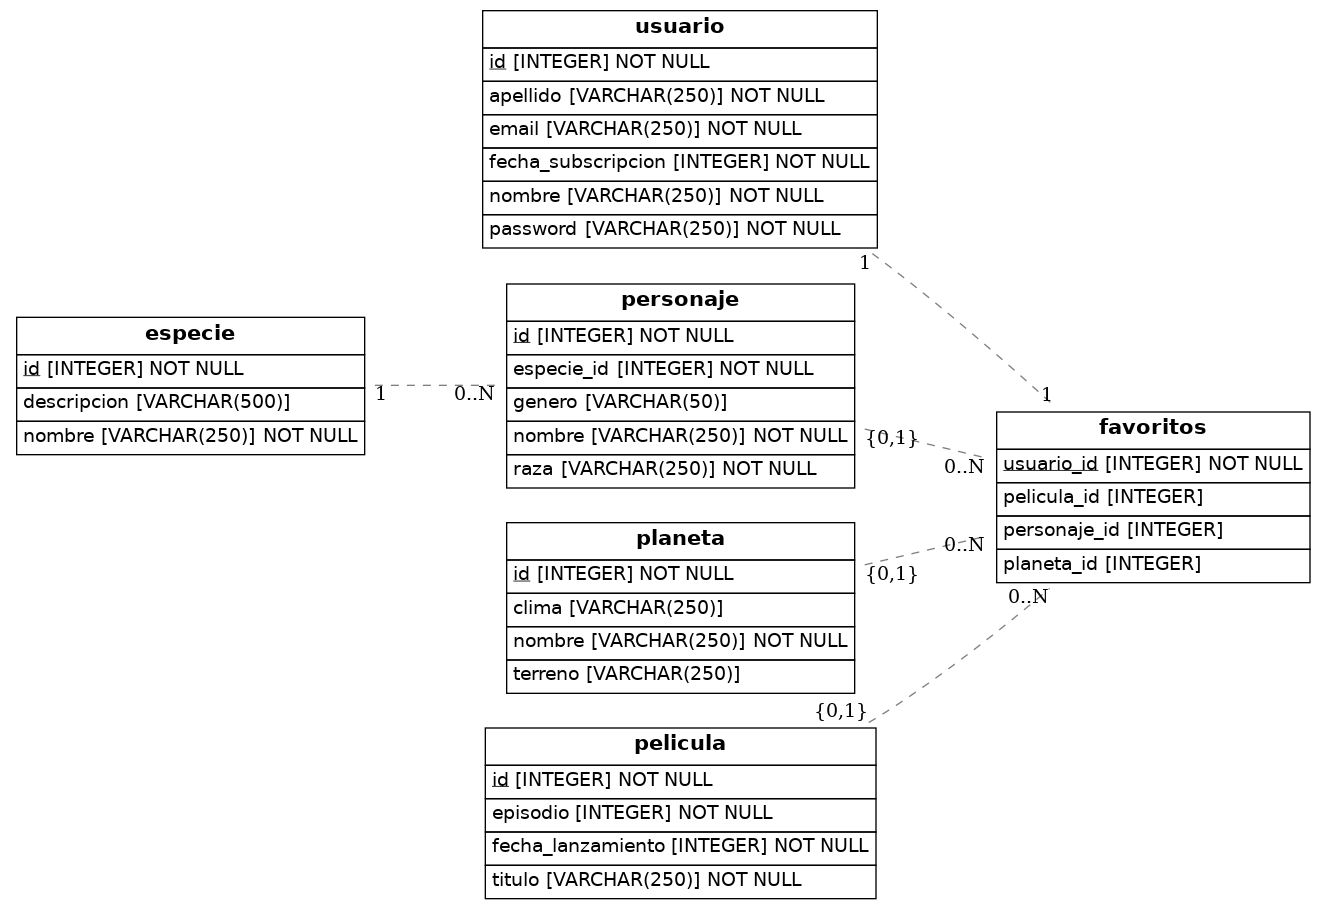 usuario
id [INTEGER] NOT NULL
apellido [VARCHAR(250)] NOT NULL
email [VARCHAR(250)] NOT NULL
fecha_subscripcion [INTEGER] NOT NULL
nombre [VARCHAR(250)] NOT NULL
password [VARCHAR(250)] NOT NULL
1
1
especie
id [INTEGER] NOT NULL
descripcion [VARCHAR(500)]
nombre [VARCHAR(250)] NOT NULL
1
0..N
personaje
id [INTEGER] NOT NULL
especie_id [INTEGER] NOT NULL
genero [VARCHAR(50)]
nombre [VARCHAR(250)] NOT NULL
raza [VARCHAR(250)] NOT NULL
{0,1}
0..N
favoritos
usuario_id [INTEGER] NOT NULL
pelicula_id [INTEGER]
personaje_id [INTEGER]
planeta_id [INTEGER]
planeta
id [INTEGER] NOT NULL
clima [VARCHAR(250)]
nombre [VARCHAR(250)] NOT NULL
terreno [VARCHAR(250)]
0..N
{0,1}
0..N
{0,1}
pelicula
id [INTEGER] NOT NULL
episodio [INTEGER] NOT NULL
fecha_lanzamiento [INTEGER] NOT NULL
titulo [VARCHAR(250)] NOT NULL